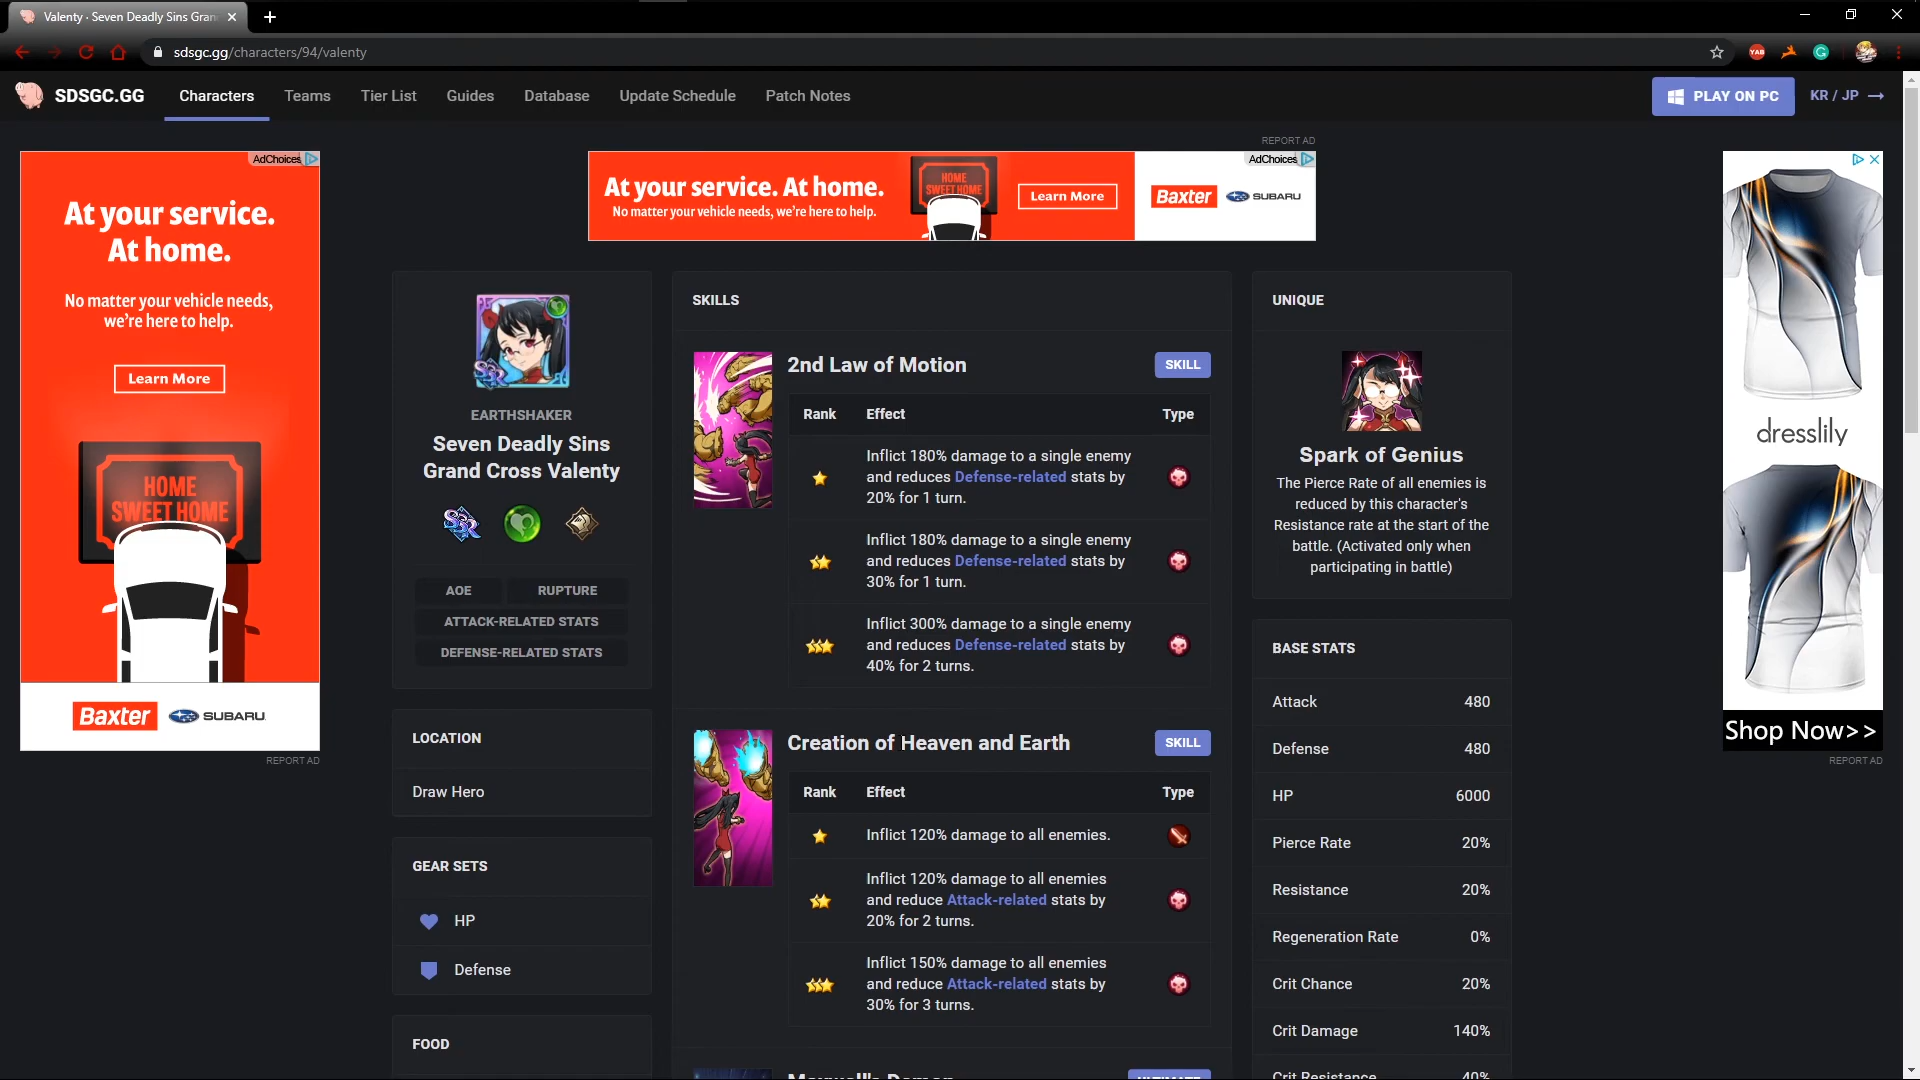 Valenty · Seven Deadly Sins Gran
sdsgc.gg/characters/94/valenty
SDSGC.GG
Characters
Teams
Tier List
Guides
Database
Update Schedule
Patch Notes
PLAY ON PC
KR / JP →
REPORT AD
AdChoices
At your service.
At home.
No matter your vehicle needs,
we're here to help.
Learn More
HOME
SWEET HOME
Baxter SUBARU
REPORT AD
AdChoices
At your service. At home.
No matter your vehicle needs, we're here to help.
HOME
SWEET HOME
Learn More
Baxter SUBARU
dresslily
Shop Now>>
REPORT AD
SSR
EARTHSHAKER
Seven Deadly Sins
Grand Cross Valenty
SSR
AOE
RUPTURE
ATTACK-RELATED STATS
DEFENSE-RELATED STATS
LOCATION
Draw Hero
GEAR SETS
HP
Defense
FOOD
SKILLS
2nd Law of Motion
SKILL
Rank Effect Type
Inflict 180% damage to a single enemy
and reduces Defense-related stats by
20% for 1 turn.
Inflict 180% damage to a single enemy
and reduces Defense-related stats by
30% for 1 turn.
Inflict 300% damage to a single enemy
and reduces Defense-related stats by
40% for 2 turns.
Creation of Heaven and Earth
SKILL
Rank Effect Type
Inflict 120% damage to all enemies.
Inflict 120% damage to all enemies
and reduce Attack-related stats by
20% for 2 turns.
Inflict 150% damage to all enemies
and reduce Attack-related stats by
30% for 3 turns.
Maxwell's Demon
ULTIMATE
UNIQUE
Spark of Genius
The Pierce Rate of all enemies is
reduced by this character's
Resistance rate at the start of the
battle. (Activated only when
participating in battle)
BASE STATS
Attack 480
Defense 480
HP 6000
Pierce Rate 20%
Resistance 20%
Regeneration Rate 0%
Crit Chance 20%
Crit Damage 140%
Crit Resistance 40%